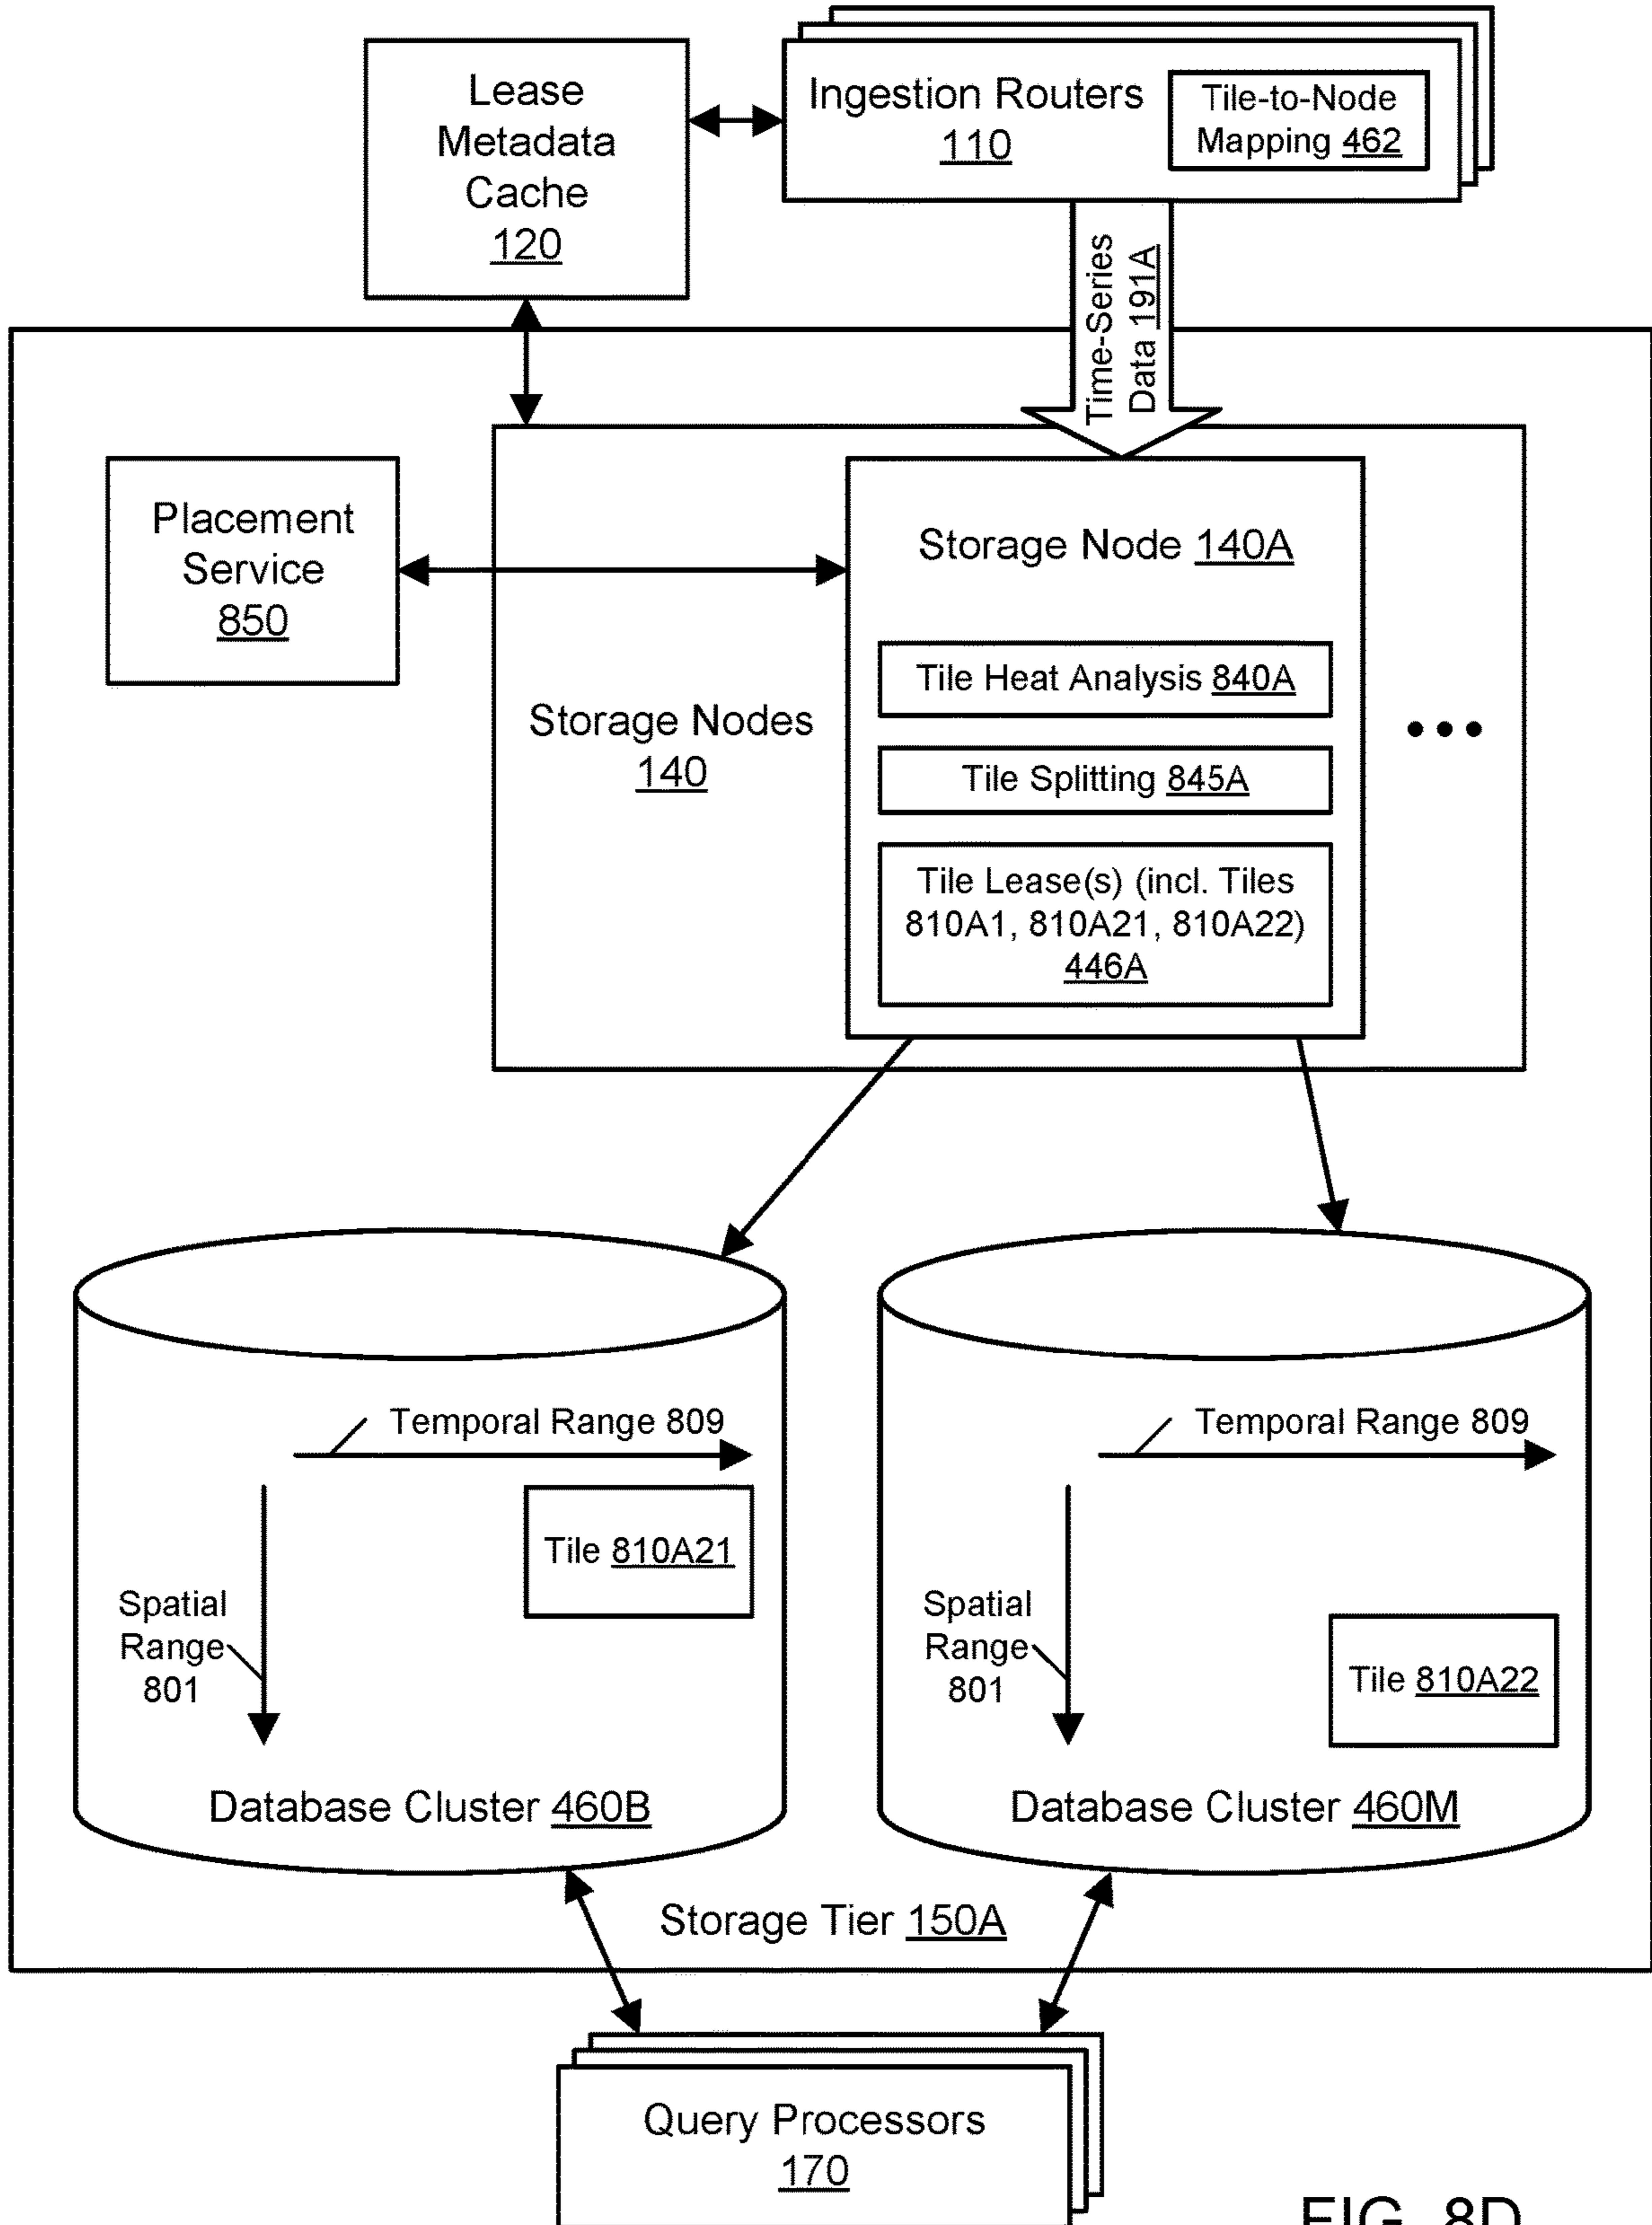 Lease
Metadata
Cache
120
Ingestion Routers
110
Tile-to-Node
Mapping 462
Time-Series
Data 191A
Placement
Service
850
Storage Nodes
140
Storage Node 140A
Tile Heat Analysis 840A
Tile Splitting 845A
Tile Lease(s) (incl. Tiles
810A1, 810A21, 810A22)
446A
Temporal Range 809
Tile 810A21
Spatial
Range
801
Database Cluster 460B
Temporal Range 809
Spatial
Range
801
Tile 810A22
Database Cluster 460M
Storage Tier 150A
Query Processors
170
FIG. 8D